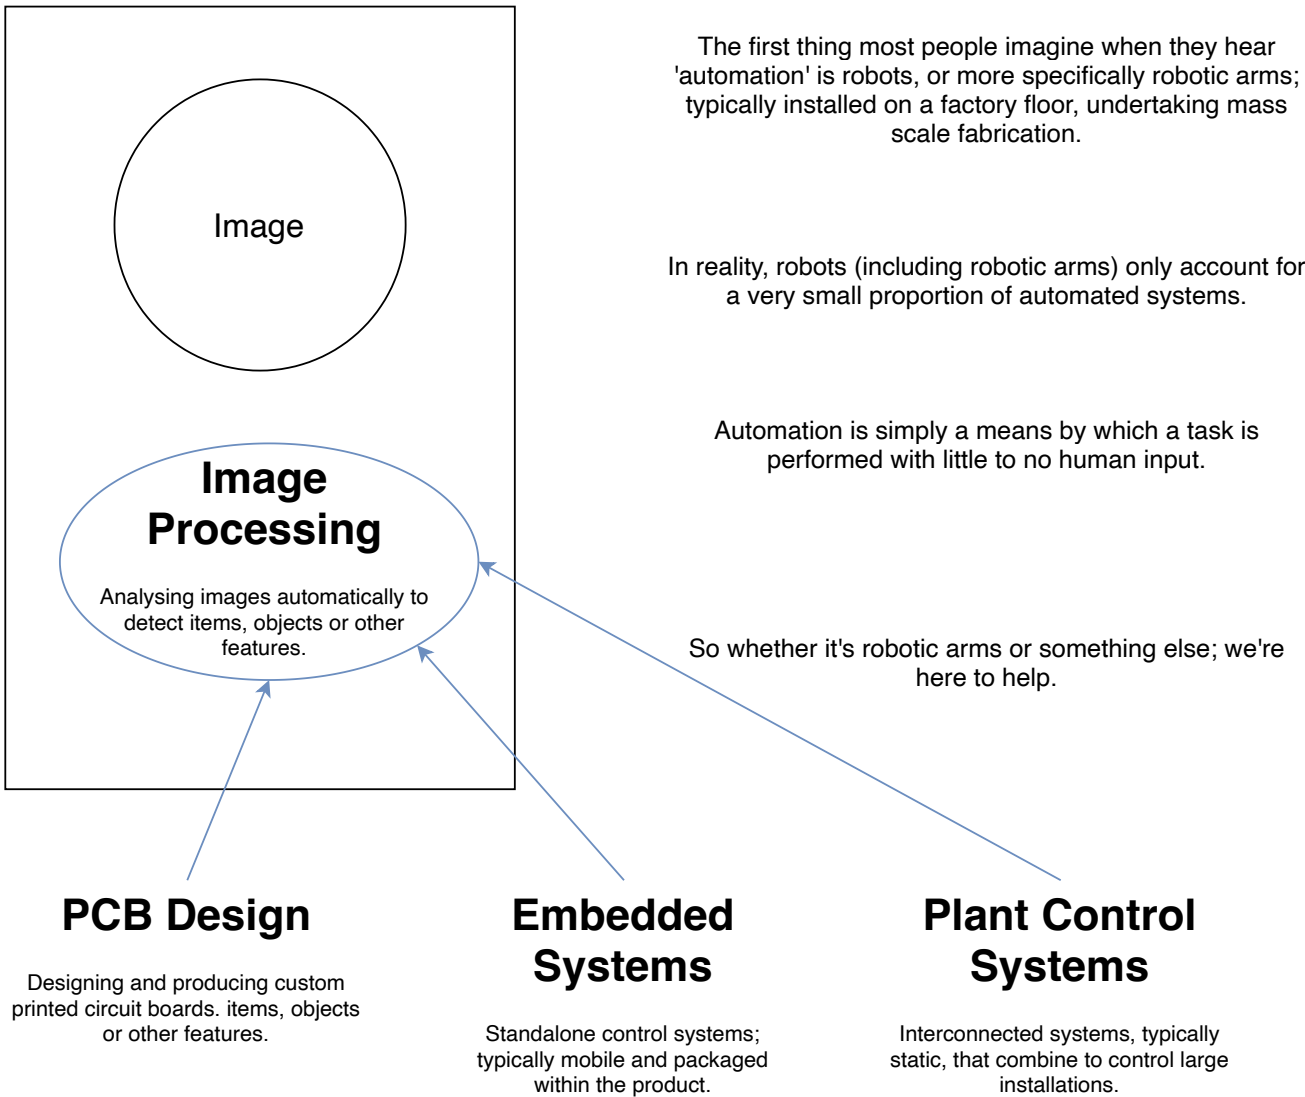 Image
Image
Processing
Analysing images automatically to
detect items, objects or other
features.
The first thing most people imagine when they hear
'automation' is robots, or more specifically robotic arms;
typically installed on a factory floor, undertaking mass
scale fabrication.
In reality, robots (including robotic arms) only account for
a very small proportion of automated systems.
Automation is simply a means by which a task is
performed with little to no human input.
So whether it's robotic arms or something else; we're
here to help.
PCB Design
Designing and producing custom
printed circuit boards. items, objects
or other features.
Embedded
Systems
Standalone control systems;
typically mobile and packaged
within the product.
Plant Control
Systems
Interconnected systems, typically
static, that combine to control large
installations.